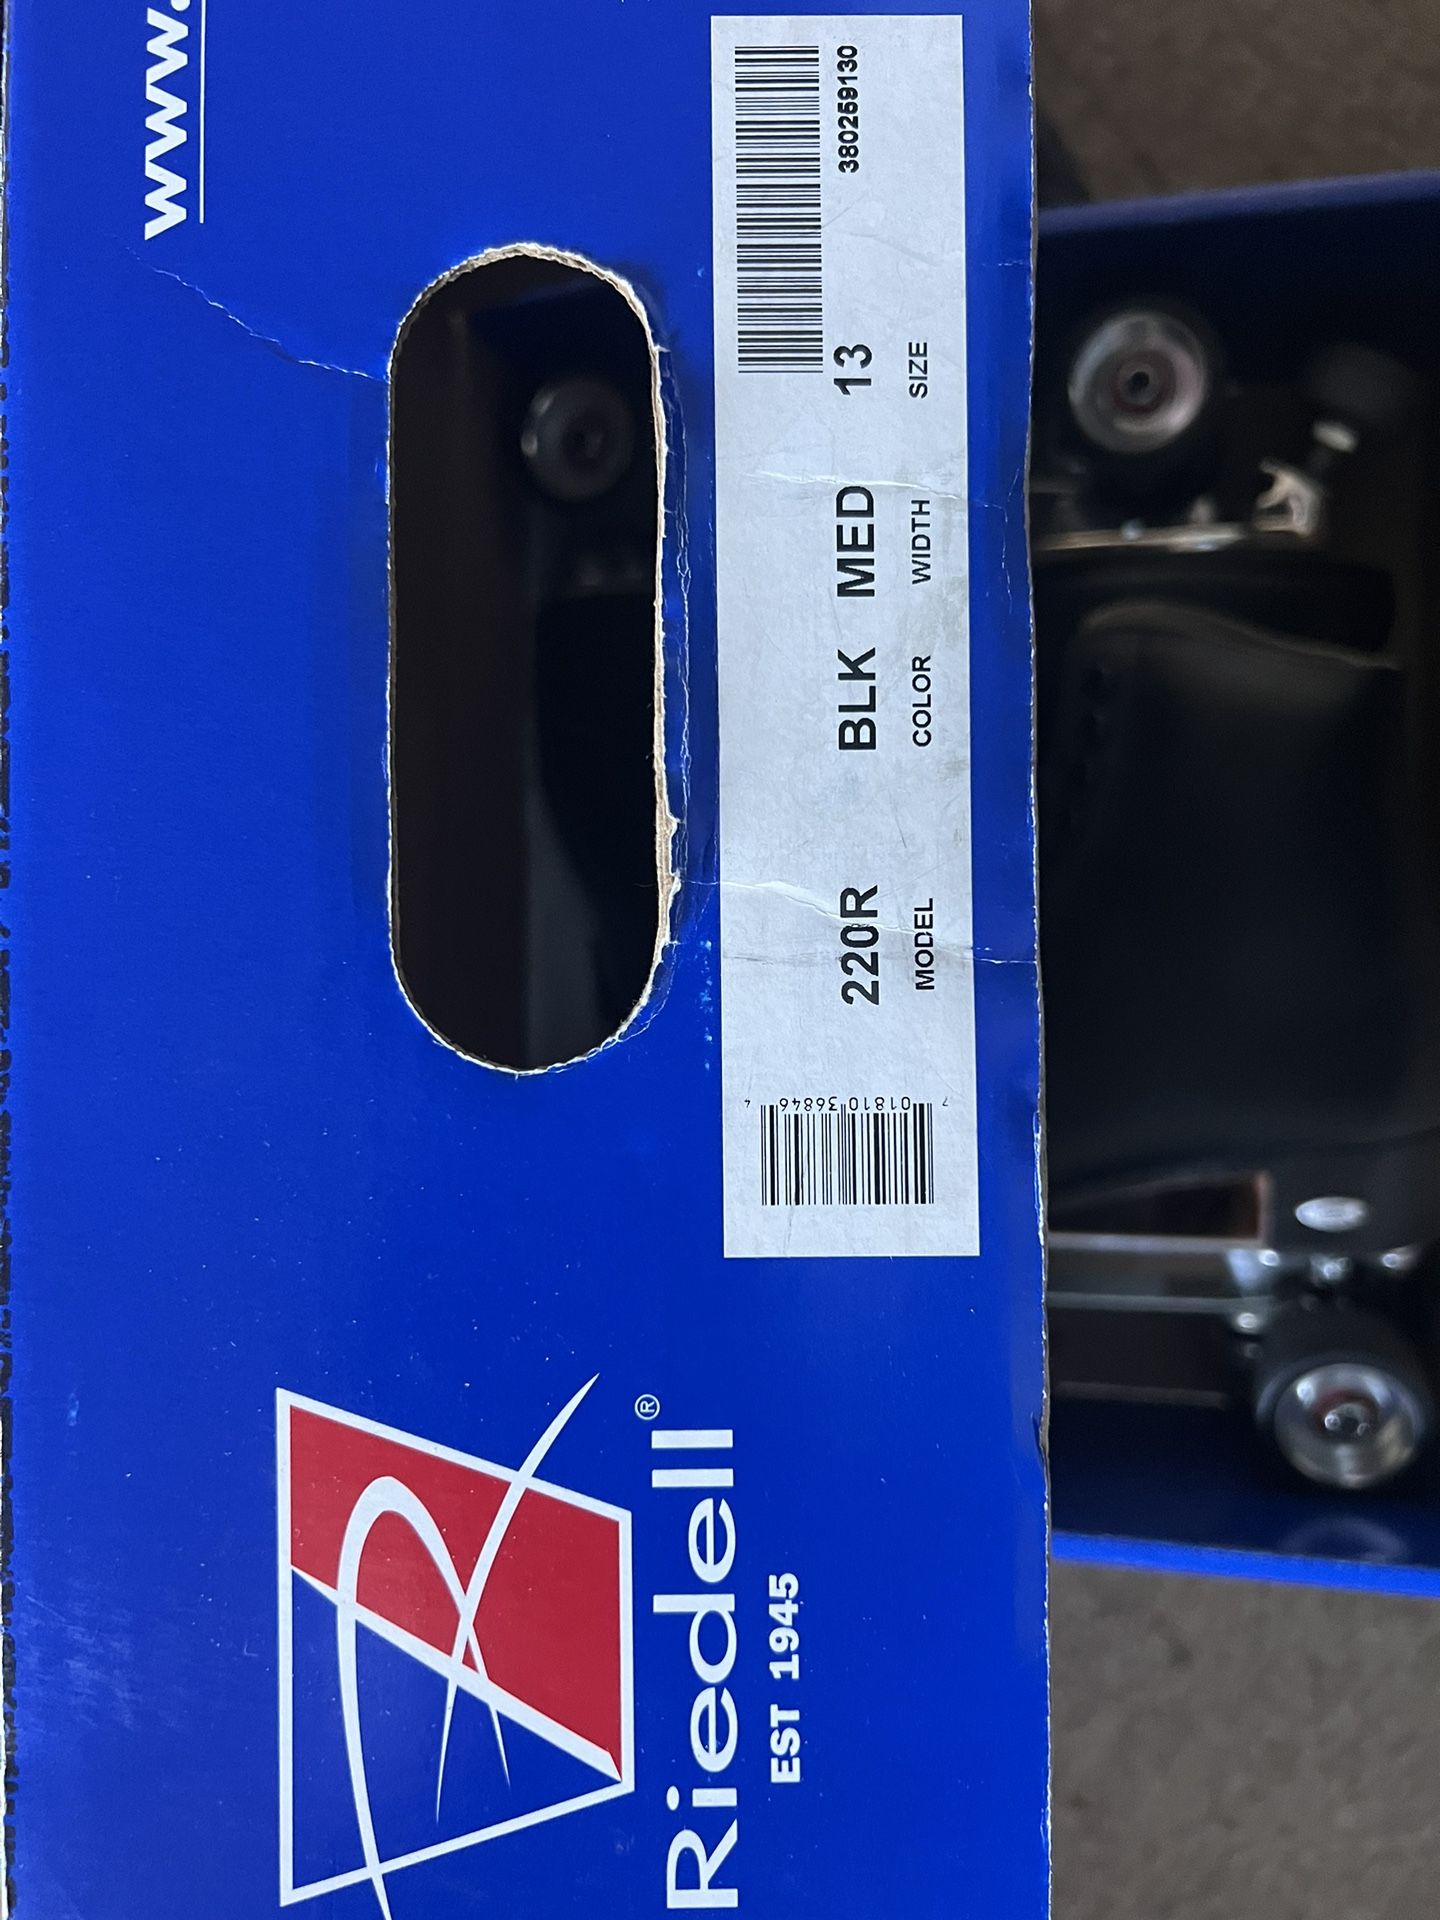 www.
380259130
220R BLK MED 13
MODEL COLOR WIDTH SIZE
7 01810 36846 4
Riedell®
EST 1945